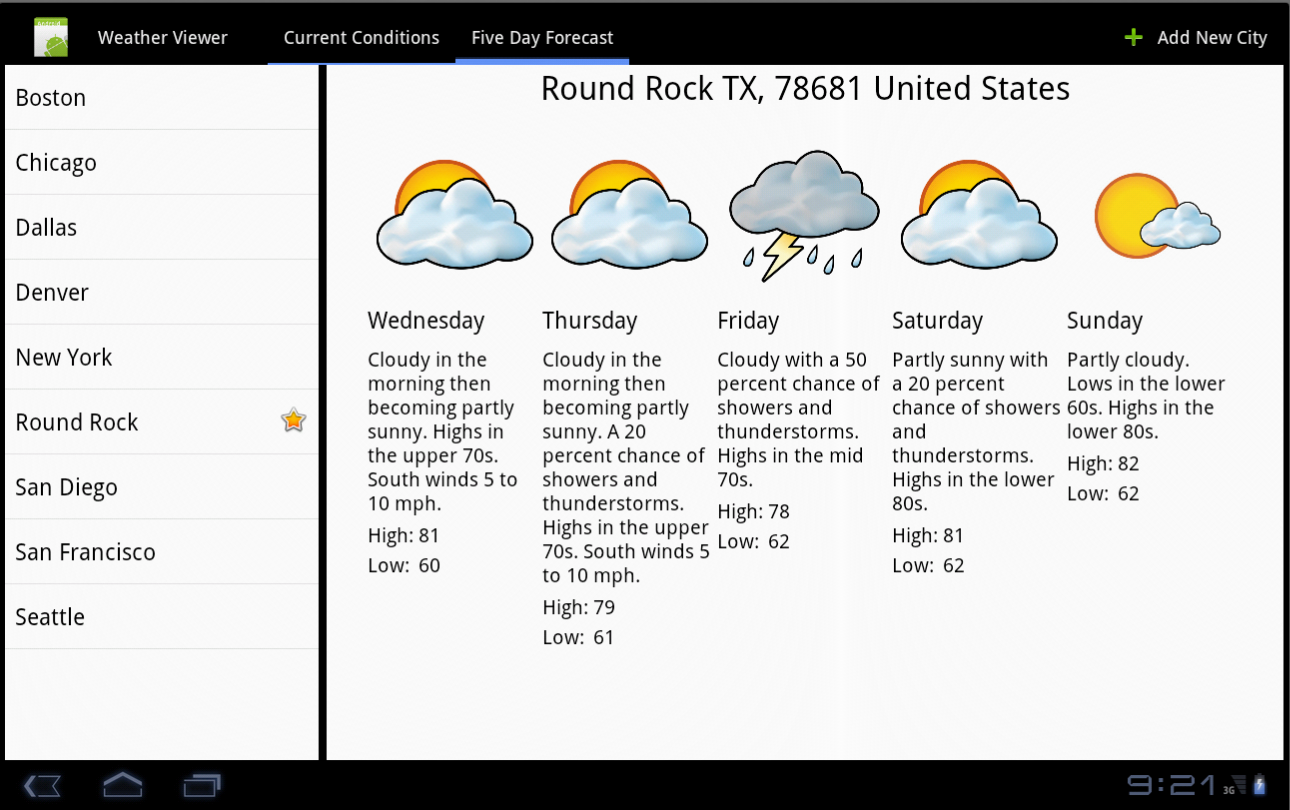 Android
Weather Viewer
Current Conditions
Five Day Forecast
Add New City
Boston
Chicago
Dallas
Denver
New York
Round Rock
San Diego
San Francisco
Seattle
Round Rock TX, 78681 United States
Wednesday
Cloudy in the
morning then
becoming partly
sunny. Highs in
the upper 70s.
South winds 5 to
10 mph.
High: 81
Low: 60
Thursday
Cloudy in the
morning then
becoming partly
sunny. A 20
percent chance of
showers and
thunderstorms.
Highs in the upper
70s. South winds 5
to 10 mph.
High: 79
Low: 61
Friday
Cloudy with a 50
percent chance of
showers and
thunderstorms.
Highs in the mid
70s.
High: 78
Low: 62
Saturday
Partly sunny with
a 20 percent
chance of showers
and
thunderstorms.
Highs in the lower
80s.
High: 81
Low: 62
Sunday
Partly cloudy.
Lows in the lower
60s. Highs in the
lower 80s.
High: 82
Low: 62
9:21
3G